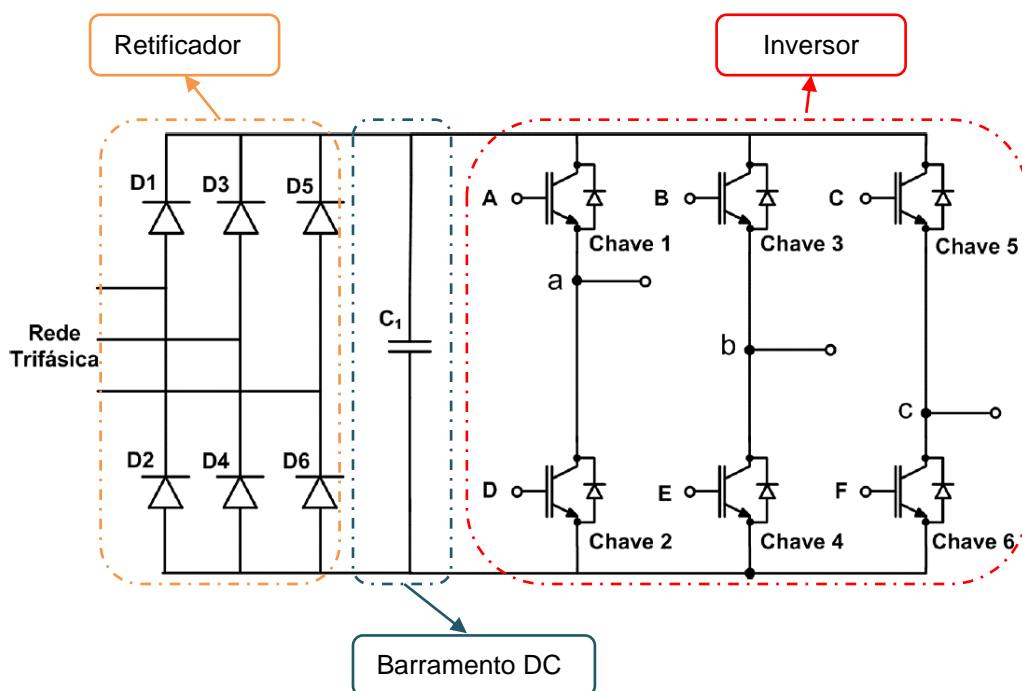 Retificador
Inversor
D1
D3
D5
A
Chave 1
B
Chave 3
C
Chave 5
a
Rede
Trifásica
C1
b
c
D2
D4
D6
D
Chave 2
E
Chave 4
F
Chave 6
Barramento DC